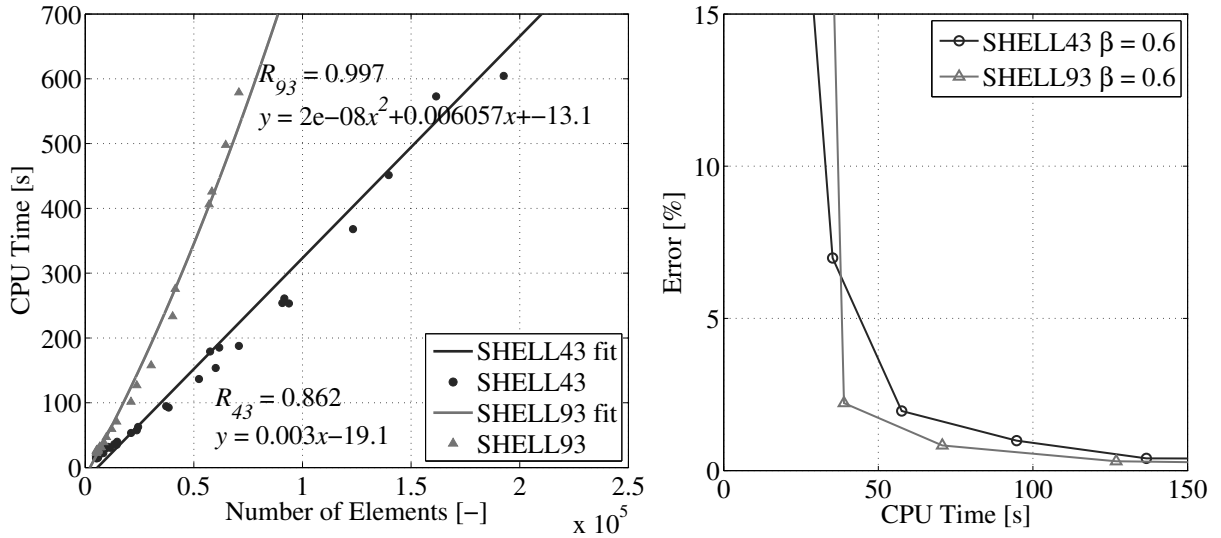 700
600
500
400
300
200
100
0
CPU Time [s]
R93 = 0.997
y = 2e−08x²+0.006057x+−13.1
R43 = 0.862
y = 0.003x−19.1
SHELL43 fit
SHELL43
SHELL93 fit
SHELL93
0 0.5 1 1.5 2 2.5
Number of Elements [−]
x 10⁵
15
10
5
0
Error [%]
SHELL43 β = 0.6
SHELL93 β = 0.6
0 50 100 150
CPU Time [s]